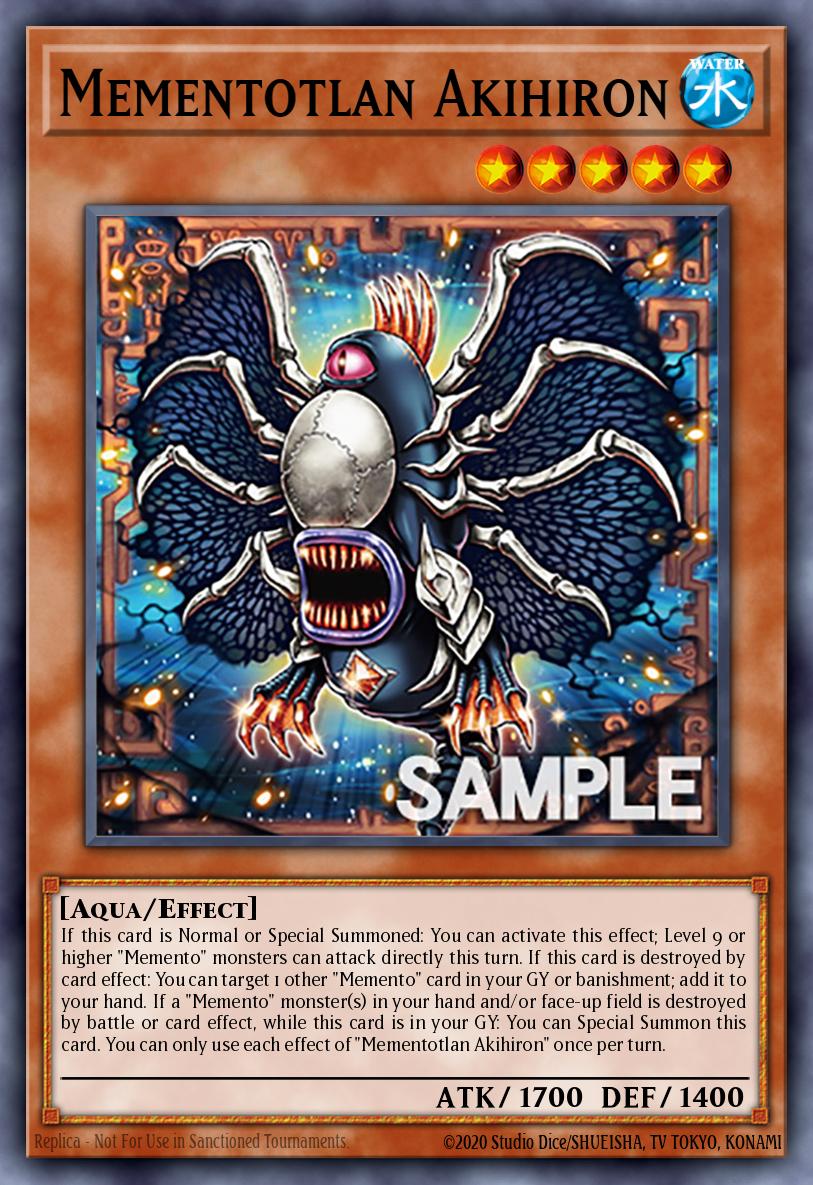 Mementotlan Akihiron
WATER
水
SAMPLE
[Aqua/Effect]
If this card is Normal or Special Summoned: You can activate this effect; Level 9 or
higher "Memento" monsters can attack directly this turn. If this card is destroyed by
card effect: You can target 1 other "Memento" card in your GY or banishment; add it to
your hand. If a "Memento" monster(s) in your hand and/or face-up field is destroyed
by battle or card effect, while this card is in your GY: You can Special Summon this
card. You can only use each effect of "Mementotlan Akihiron" once per turn.
ATK/ 1700 DEF/ 1400
Replica - Not For Use in Sanctioned Tournaments.
©2020 Studio Dice/SHUEISHA, TV TOKYO, KONAMI